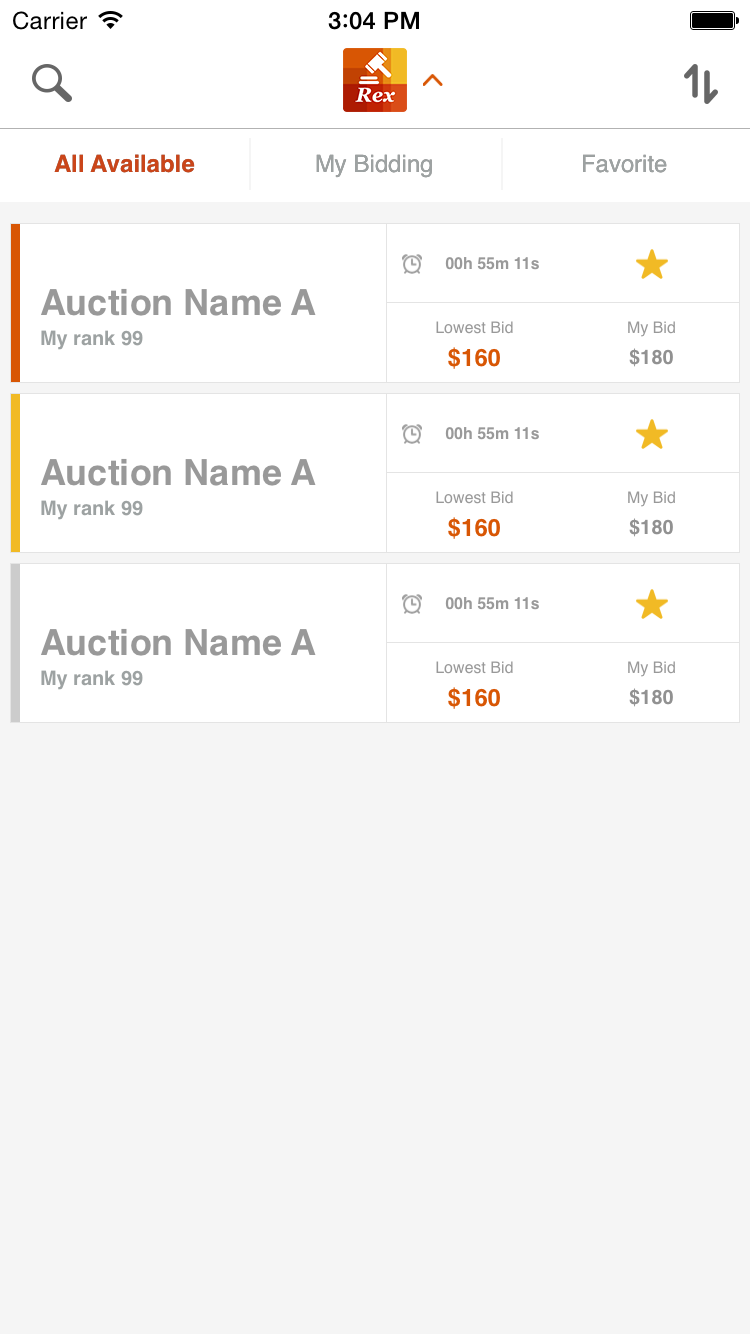 Carrier 3:04 PM
Rex
All Available My Bidding Favorite
00h 55m 11s
Auction Name A
My rank 99
Lowest Bid My Bid
$160 $180
00h 55m 11s
Auction Name A
My rank 99
Lowest Bid My Bid
$160 $180
00h 55m 11s
Auction Name A
My rank 99
Lowest Bid My Bid
$160 $180